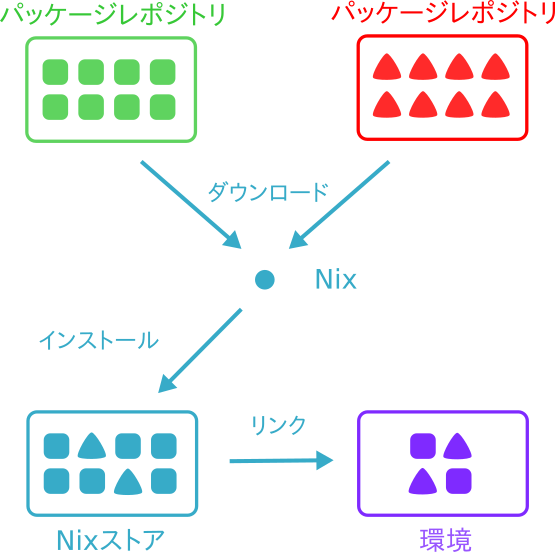 パッケージレポジトリ
パッケージレポジトリ
ダウンロード
Nix
インストール
リンク
Nixストア
環境